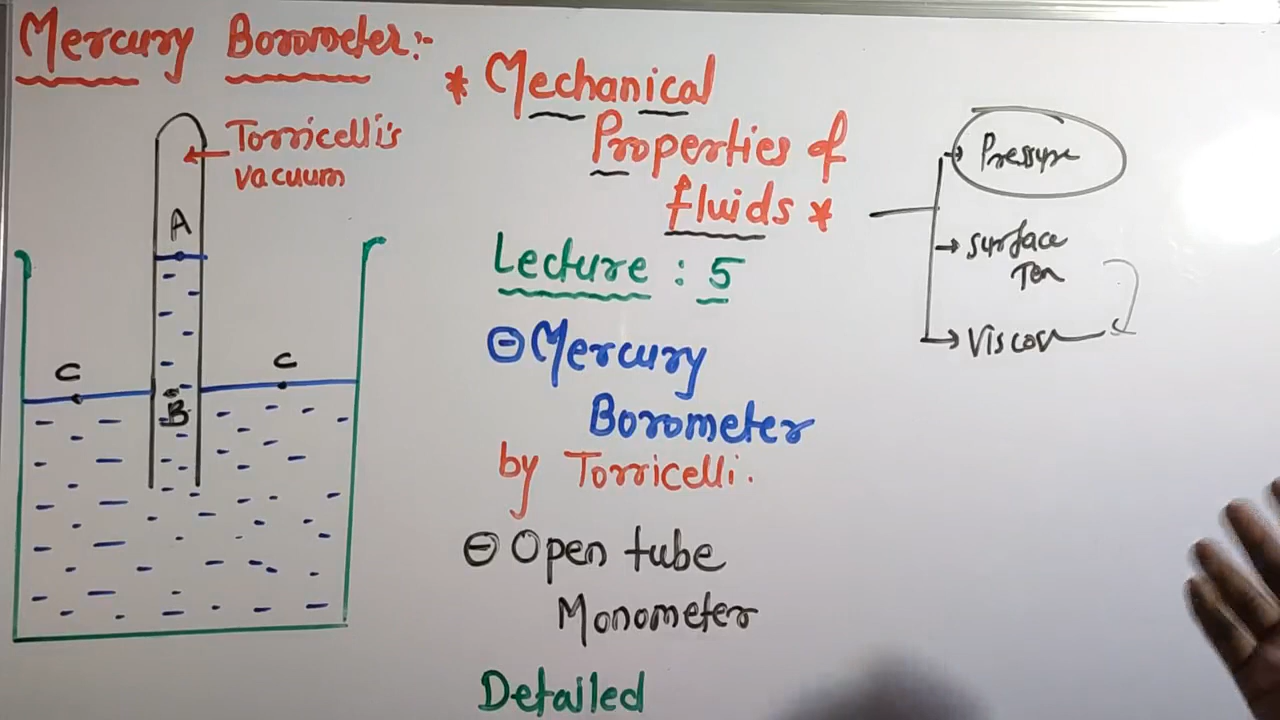 Mercury Borometer:-
Torricelli's
vacuum
A
C
C
B
* Mechanical
Properties of
fluids *
Lecture : 5
⊖ Mercury
Borometer
by Torricelli.
⊖ Open tube
Monometer
Detailed
→ Pressure
→ Surface
Ten
→ Viscos